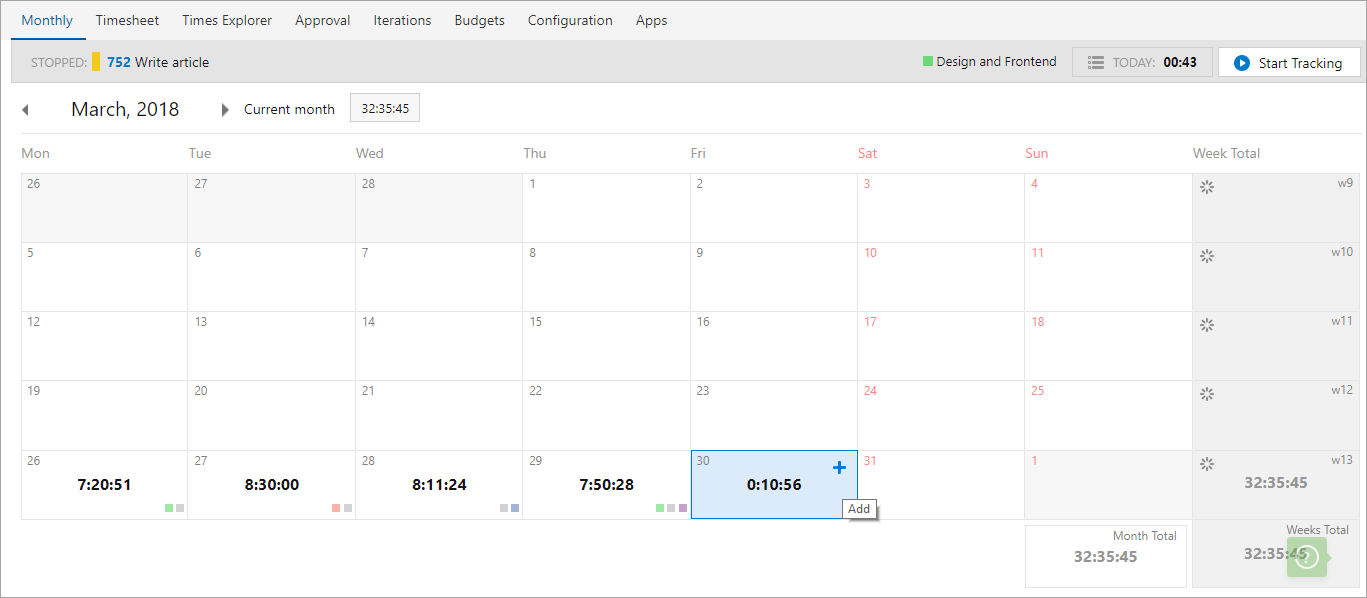 Monthly Timesheet Times Explorer Approval Iterations Budgets Configuration Apps
STOPPED: 752 Write article Design and Frontend TODAY: 00:43 Start Tracking
March, 2018 Current month 32:35:45
Mon Tue Wed Thu Fri Sat Sun Week Total
26 27 28 1 2 3 4 w9
5 6 7 8 9 10 11 w10
12 13 14 15 16 17 18 w11
19 20 21 22 23 24 25 w12
26 27 28 29 30 31 1 w13
7:20:51 8:30:00 8:11:24 7:50:28 0:10:56 32:35:45
Add
Month Total Weeks Total
32:35:45 32:35:45